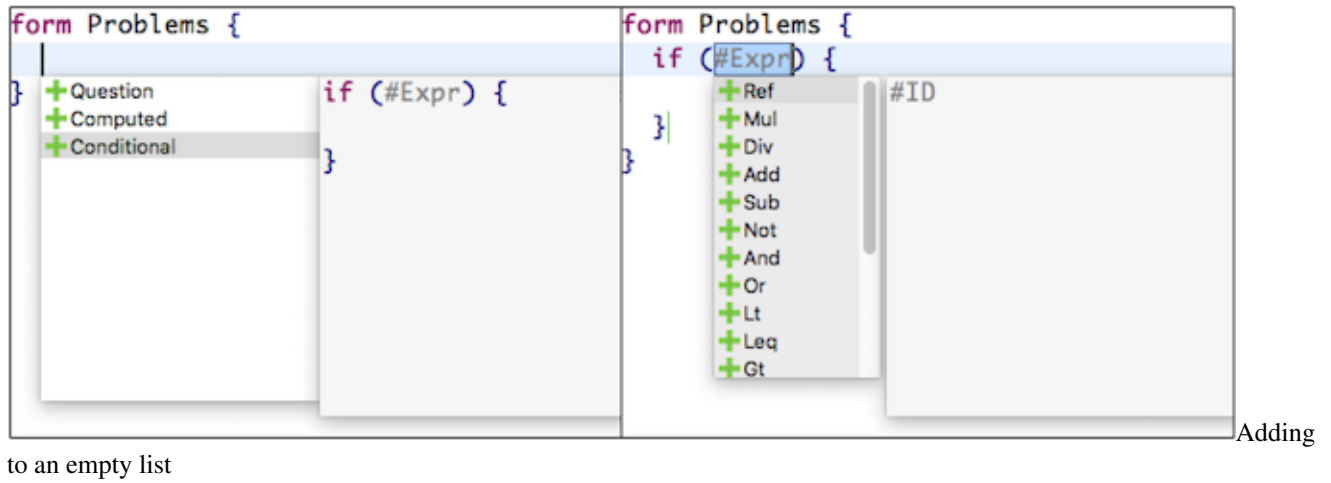 form Problems {
}
Question
Computed
Conditional
if (#Expr) {
}
form Problems {
if (#Expr) {
}
}
Ref
Mul
Div
Add
Sub
Not
And
Or
Lt
Leq
Gt
#ID
Adding
to an empty list